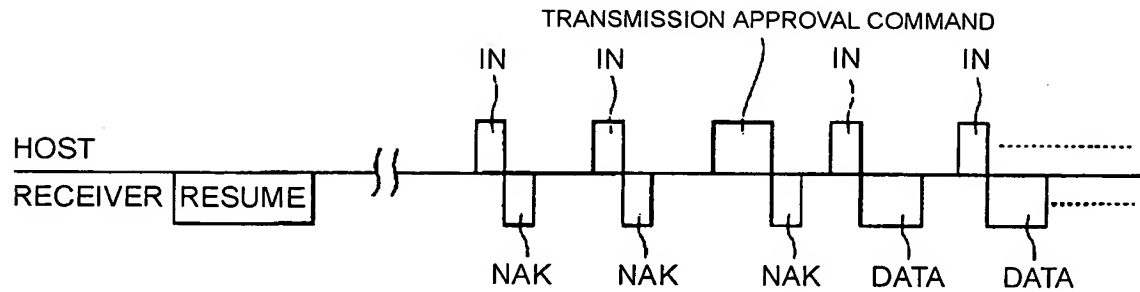 TRANSMISSION APPROVAL COMMAND
IN IN IN IN
HOST
RECEIVER RESUME
NAK NAK NAK DATA DATA